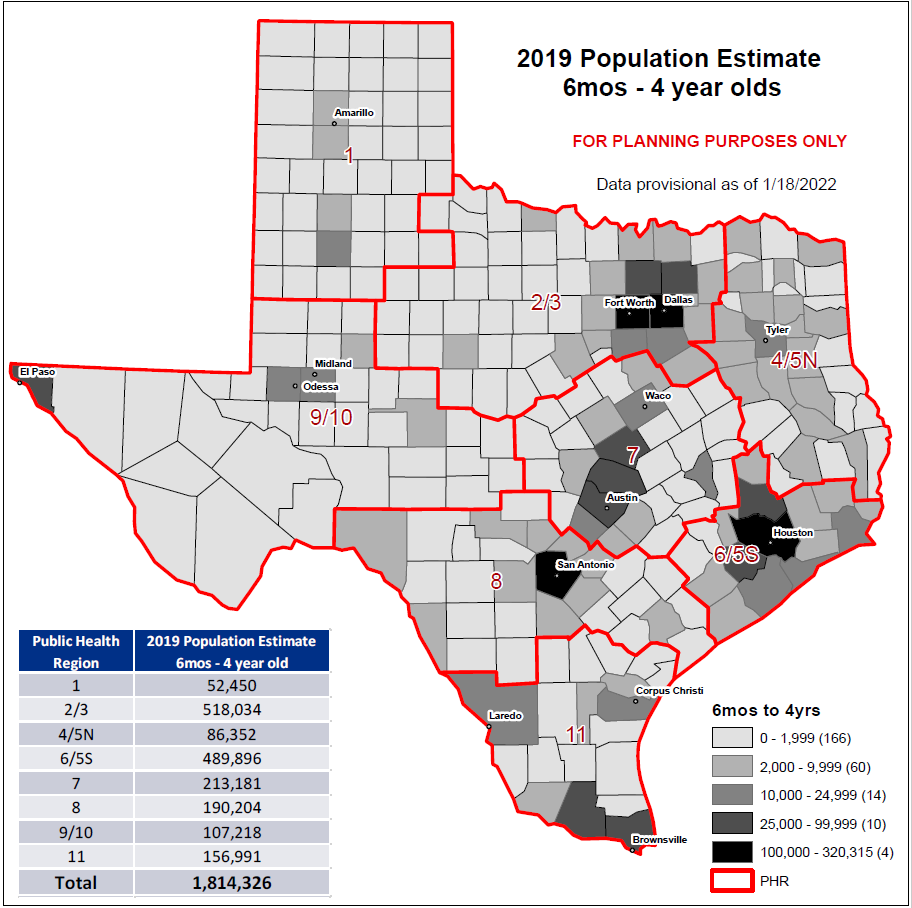 2019 Population Estimate
6mos - 4 year olds
FOR PLANNING PURPOSES ONLY
Data provisional as of 1/18/2022
Amarillo
1
2/3
Fort Worth
Dallas
Tyler
4/5N
El Paso
Midland
Odessa
9/10
Waco
7
Austin
Houston
6/5S
San Antonio
8
Corpus Christi
Laredo
11
Brownsville
Public Health Region | 2019 Population Estimate 6mos - 4 year old
1 52,450
2/3 518,034
4/5N 86,352
6/5S 489,896
7 213,181
8 190,204
9/10 107,218
11 156,991
Total 1,814,326
6mos to 4yrs
0 - 1,999 (166)
2,000 - 9,999 (60)
10,000 - 24,999 (14)
25,000 - 99,999 (10)
100,000 - 320,315 (4)
PHR